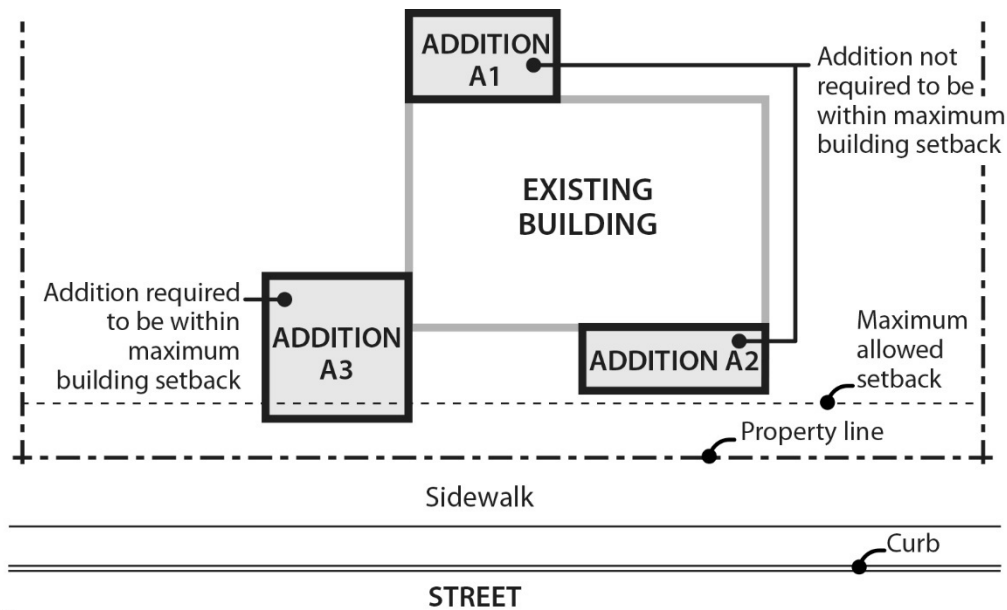 ADDITION
A1
Addition not
required to be
within maximum
building setback
EXISTING
BUILDING
Addition required
to be within
maximum
building setback
ADDITION
A3
ADDITION A2
Maximum
allowed
setback
Property line
Sidewalk
Curb
STREET